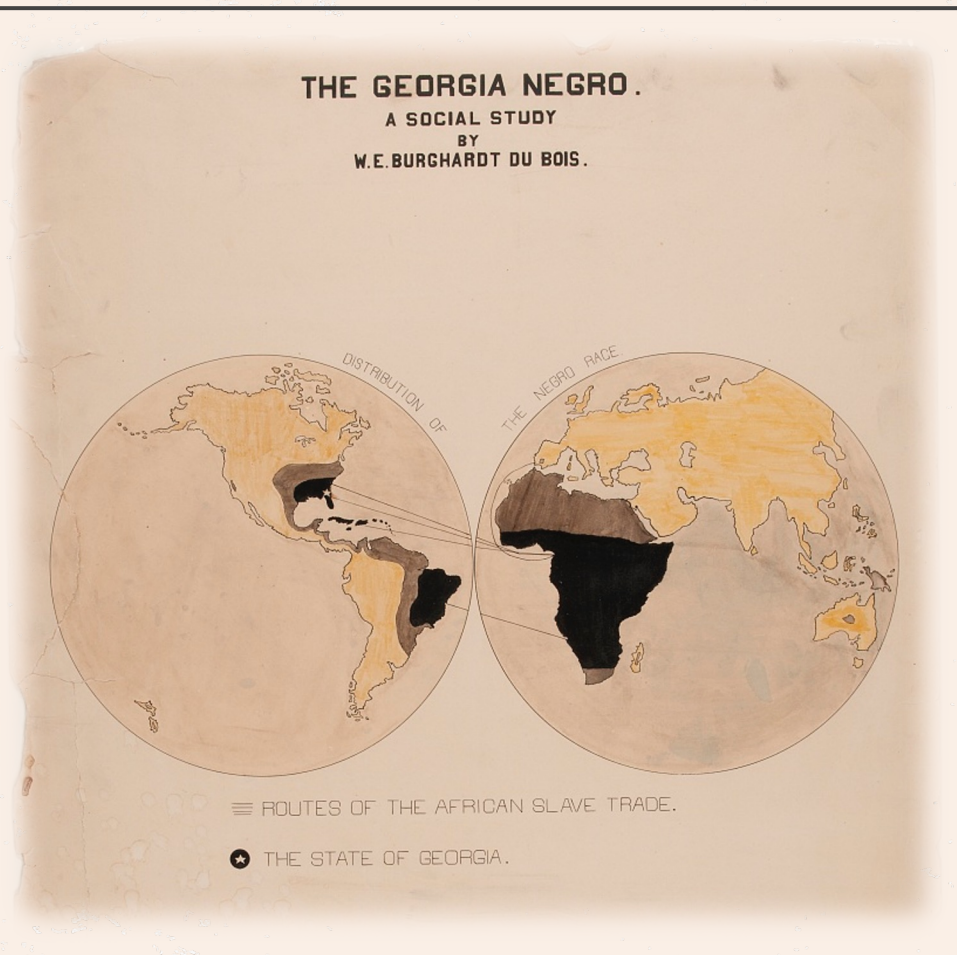 THE GEORGIA NEGRO.
A SOCIAL STUDY
BY
W.E.BURGHARDT DU BOIS.
DISTRIBUTION OF
THE NEGRO RACE.
ROUTES OF THE AFRICAN SLAVE TRADE.
THE STATE OF GEORGIA.